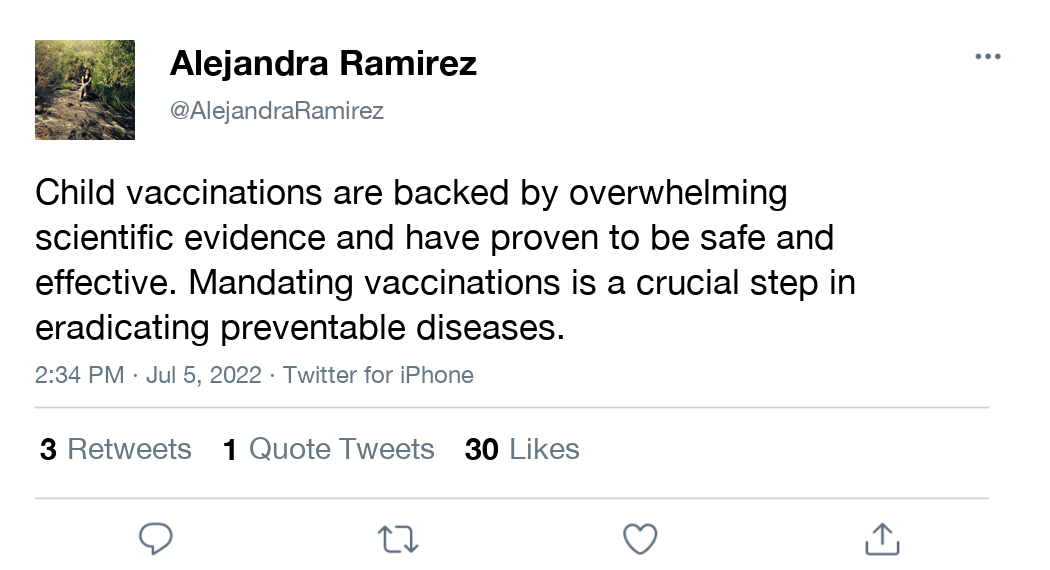 Alejandra Ramirez
@AlejandraRamirez
Child vaccinations are backed by overwhelming
scientific evidence and have proven to be safe and
effective. Mandating vaccinations is a crucial step in
eradicating preventable diseases.
2:34 PM · Jul 5, 2022 · Twitter for iPhone
3 Retweets 1 Quote Tweets 30 Likes